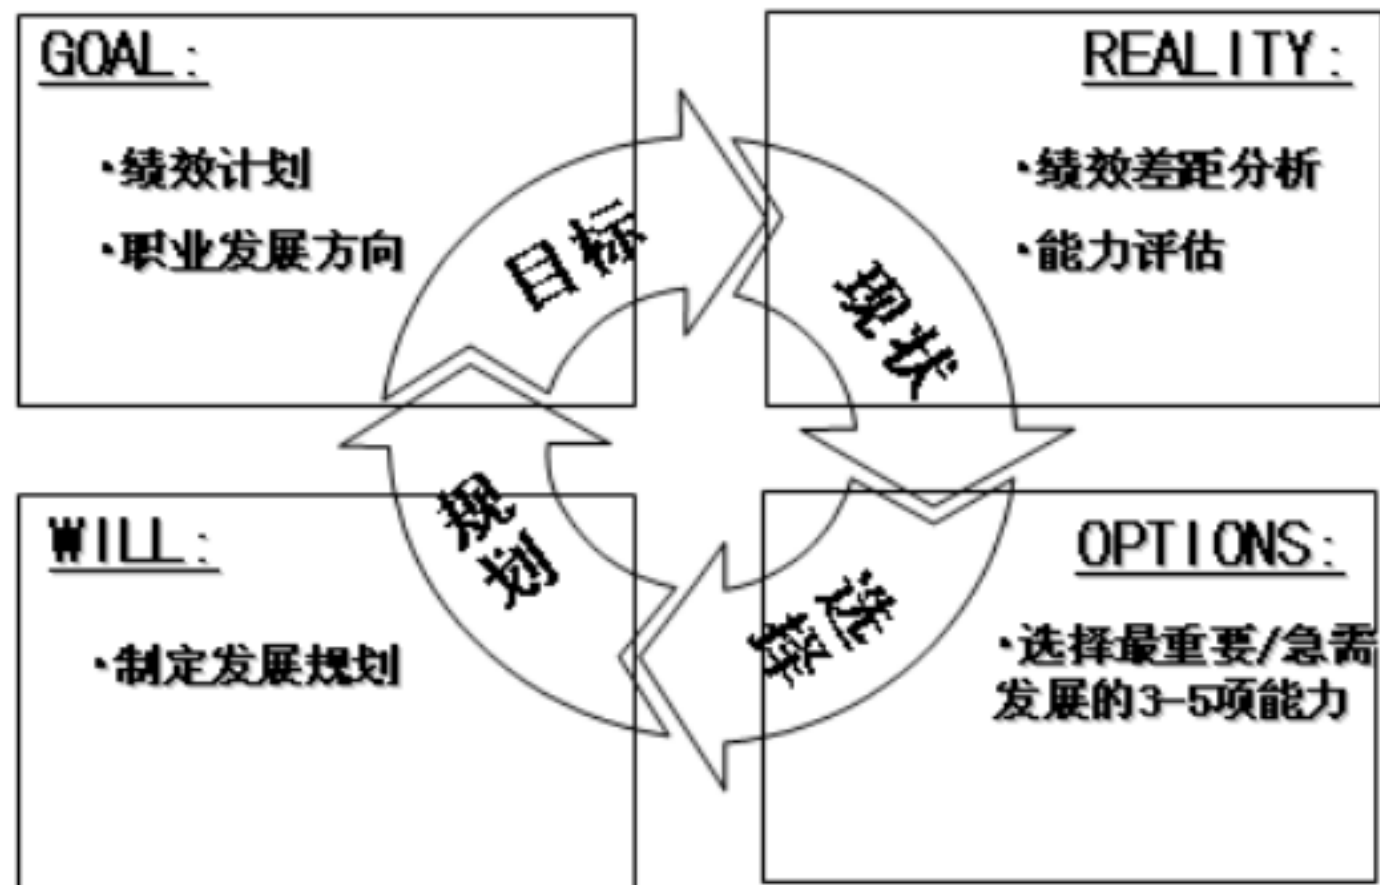 GOAL:
·绩效计划
·职业发展方向
REALITY:
·绩效差距分析
·能力评估
目标
现状
选择
规划
WILL:
·制定发展规划
OPTIONS:
·选择最重要/急需
发展的3-5项能力